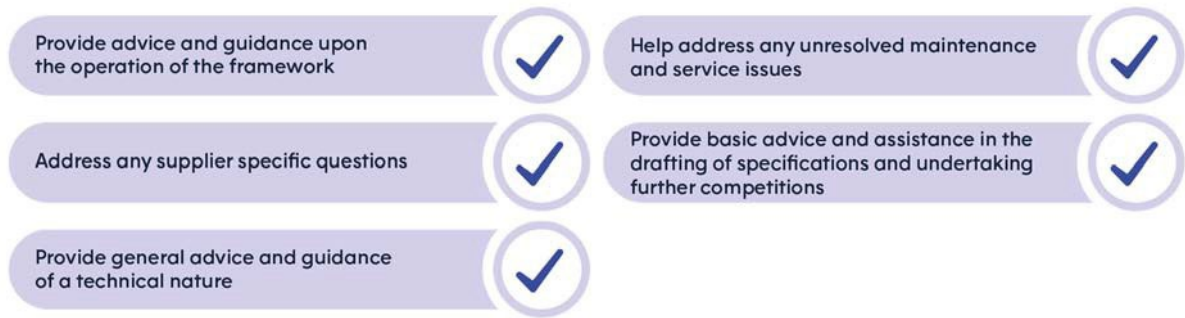 Provide advice and guidance upon
the operation of the framework
Address any supplier specific questions
Provide general advice and guidance
of a technical nature
Help address any unresolved maintenance
and service issues
Provide basic advice and assistance in the
drafting of specifications and undertaking
further competitions